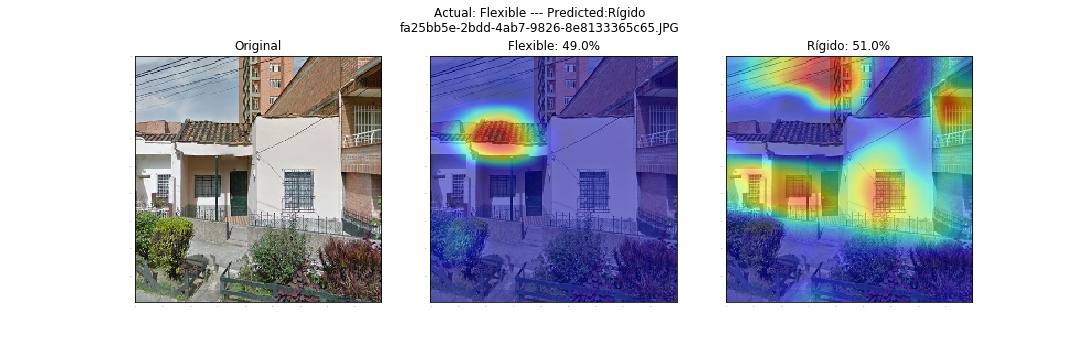 Actual: Flexible --- Predicted:Rígido
fa25bb5e-2bdd-4ab7-9826-8e8133365c65.JPG
Original
Flexible: 49.0%
Rígido: 51.0%